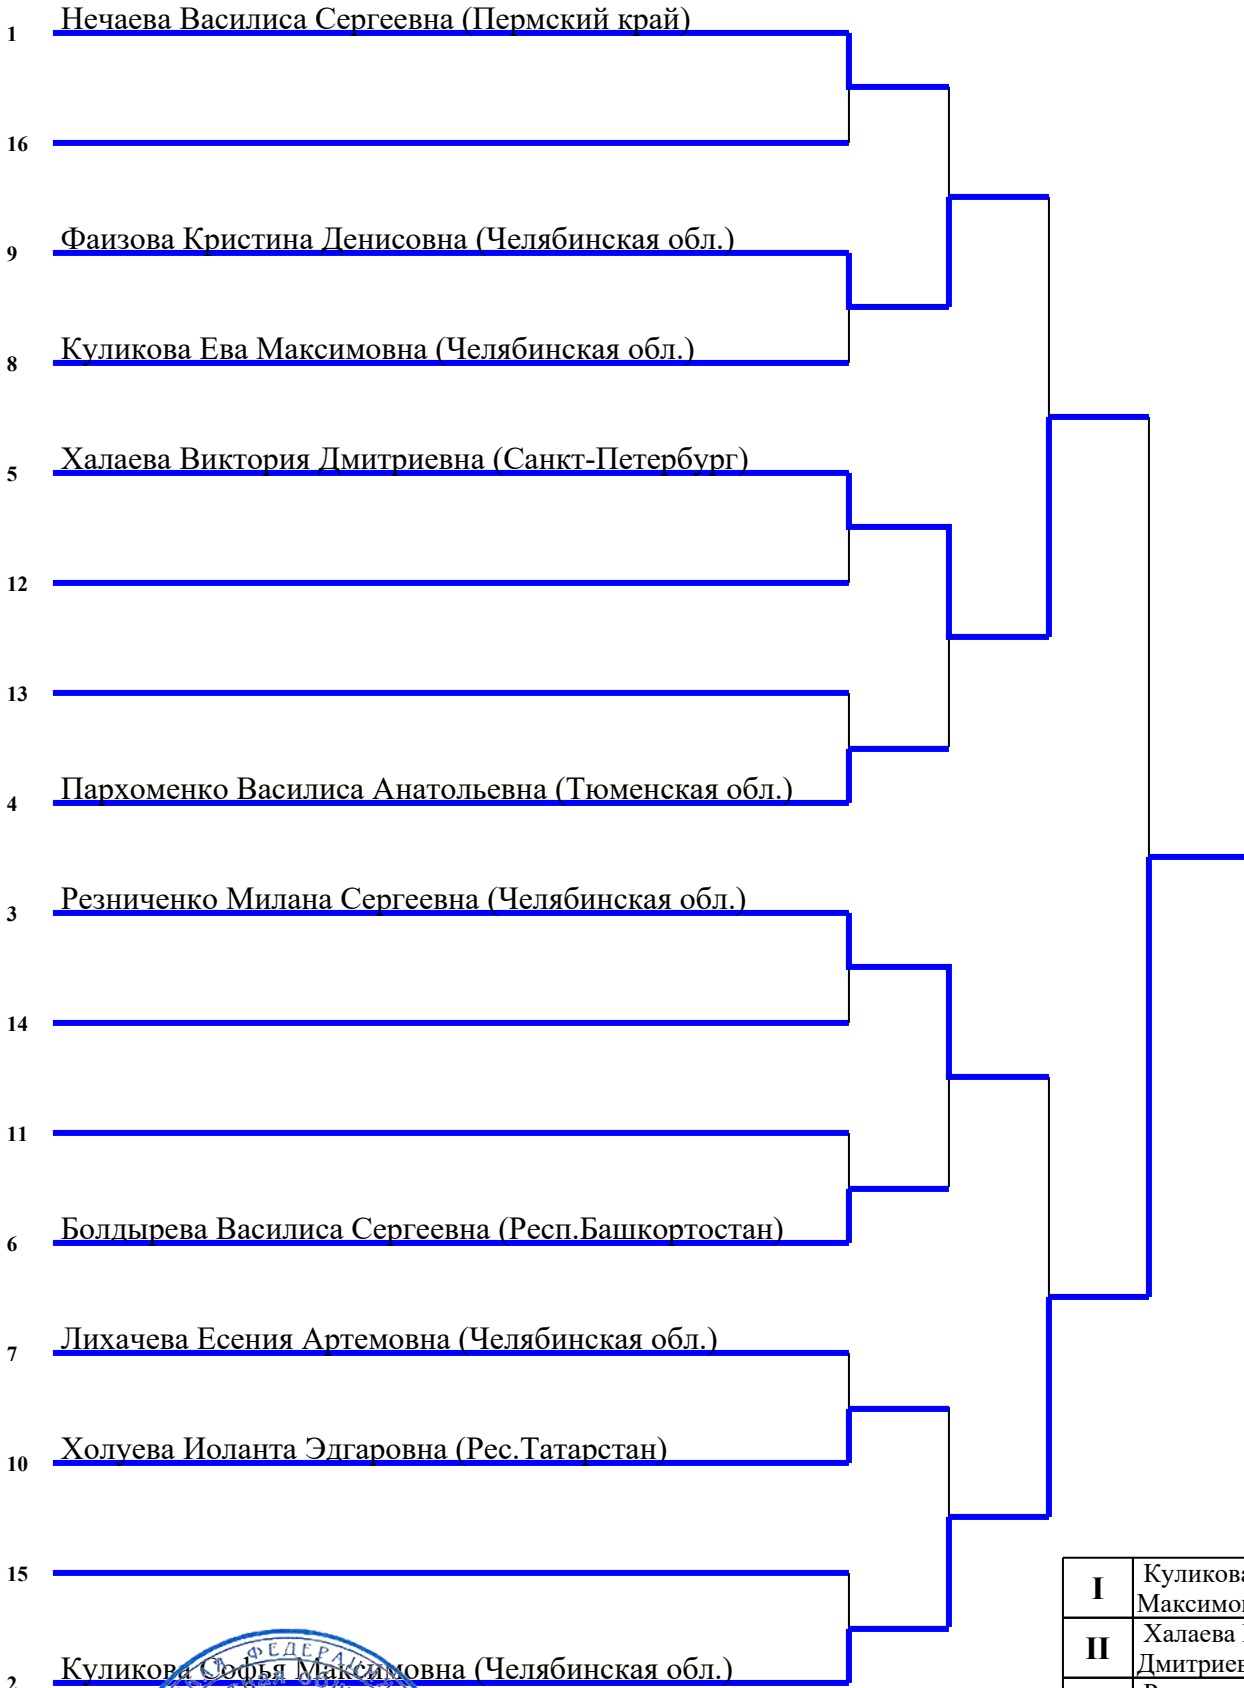 1 Нечаева Василиса Сергеевна (Пермский край)
16
9 Фаизова Кристина Денисовна (Челябинская обл.)
8 Куликова Ева Максимовна (Челябинская обл.)
5 Халаева Виктория Дмитриевна (Санкт-Петербург)
12
13
4 Пархоменко Василиса Анатольевна (Тюменская обл.)
3 Резниченко Милана Сергеевна (Челябинская обл.)
14
11
6 Болдырева Василиса Сергеевна (Респ.Башкортостан)
7 Лихачева Есения Артемовна (Челябинская обл.)
10 Холуева Иоланта Эдгаровна (Рес.Татарстан)
15
2 Куликова Софья Максимовна (Челябинская обл.)
I Куликова
Максимо
II Халаева
Дмитрие
ФЕДЕРАЦИ